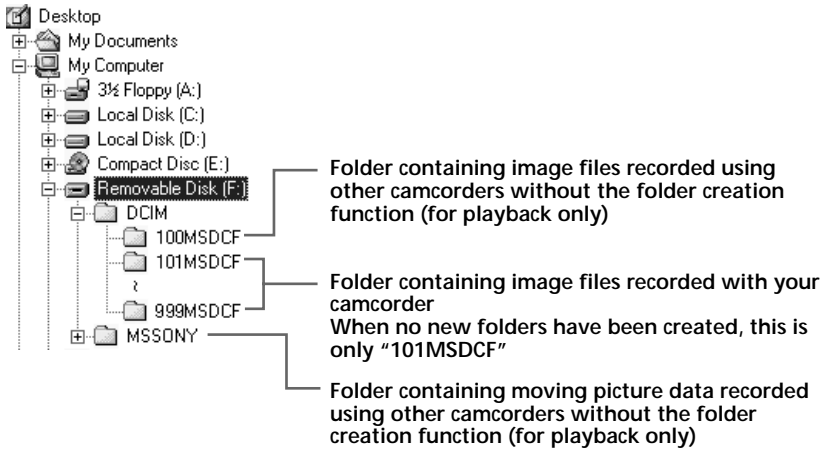 Desktop
My Documents
My Computer
3½ Floppy (A:)
Local Disk (C:)
Local Disk (D:)
Compact Disc (E:)
Removable Disk (F:)
DCIM
100MSDCF
101MSDCF
≀
999MSDCF
MSSONY
Folder containing image files recorded using
other camcorders without the folder creation
function (for playback only)
Folder containing image files recorded with your
camcorder
When no new folders have been created, this is
only “101MSDCF”
Folder containing moving picture data recorded
using other camcorders without the folder
creation function (for playback only)